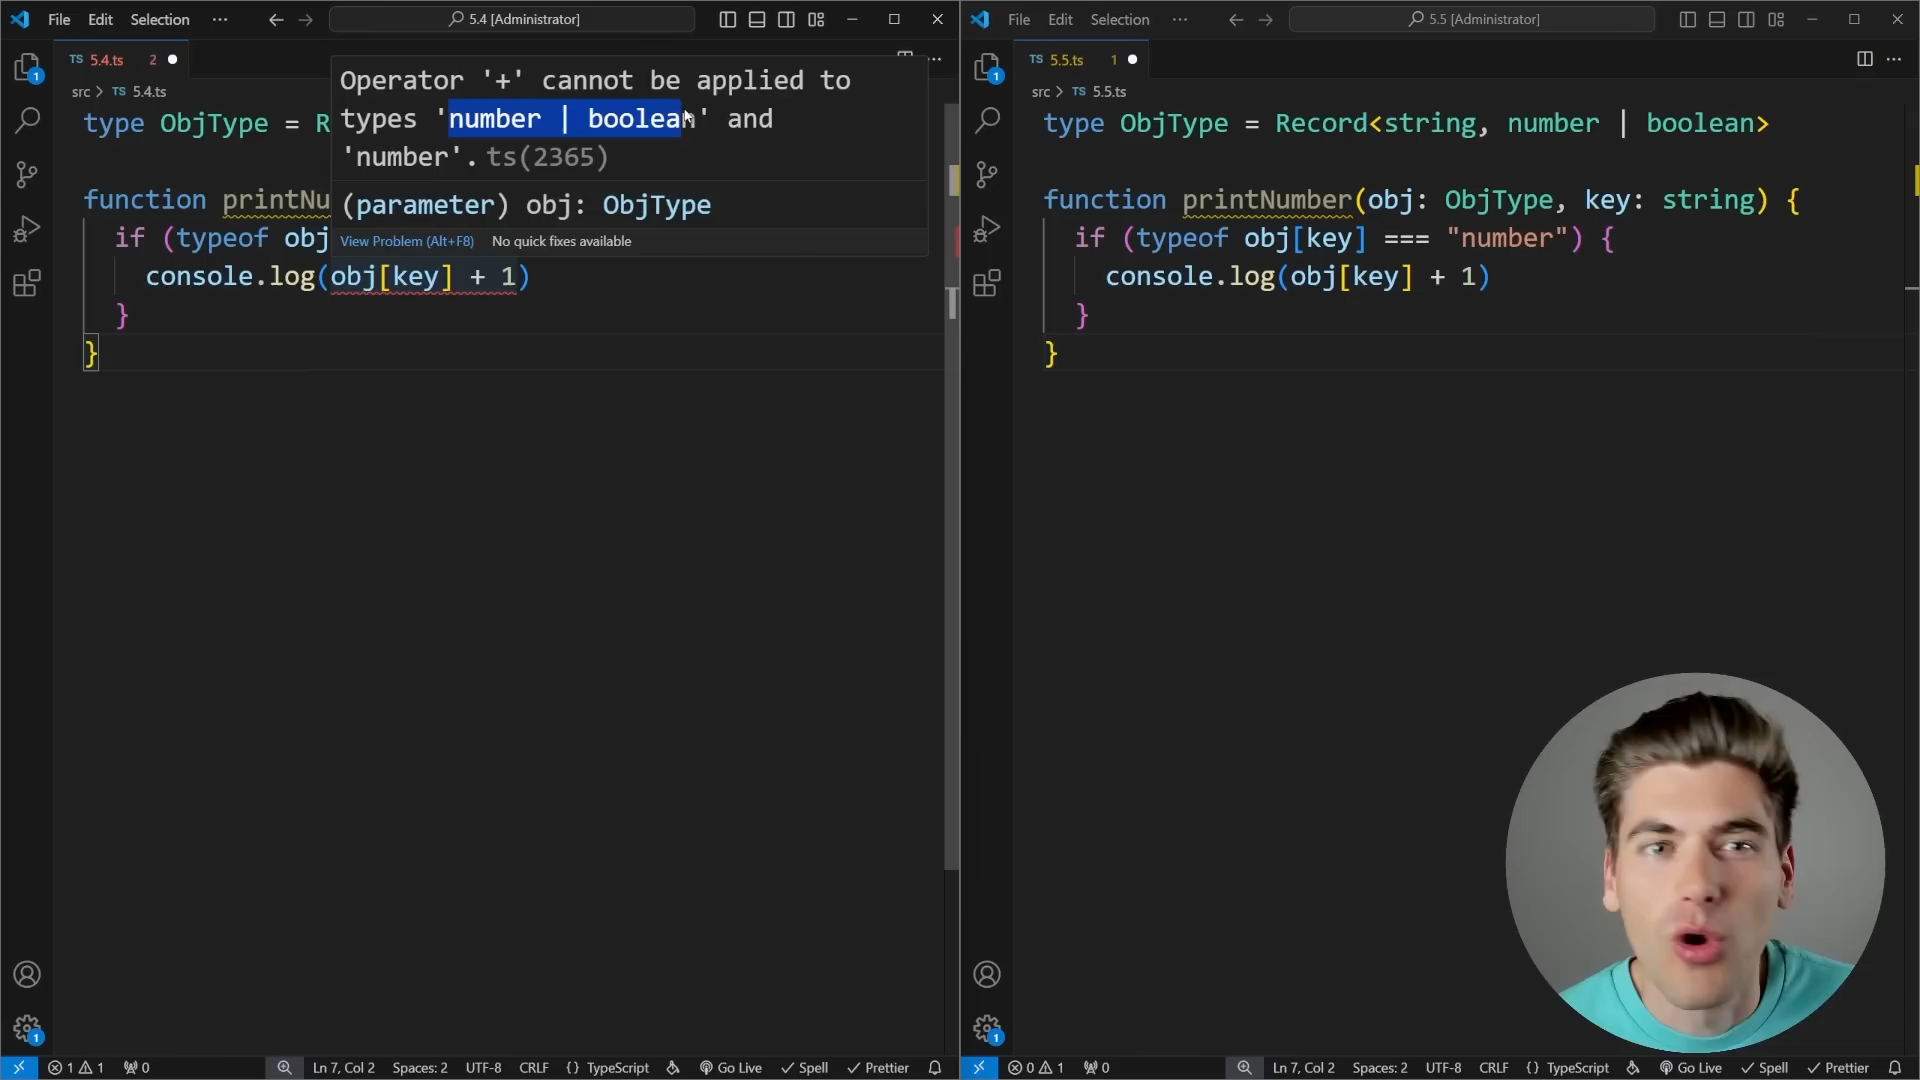 File Edit Selection ··· 5.4 [Administrator]
TS 5.4.ts 2
src > TS 5.4.ts
type ObjType = R
Operator '+' cannot be applied to
types 'number | boolean' and
'number'. ts(2365)
(parameter) obj: ObjType
View Problem (Alt+F8) No quick fixes available
function printNu
if (typeof obj
console.log(obj[key] + 1)
}
}
1
1
1 1 0 Ln 7, Col 2 Spaces: 2 UTF-8 CRLF {} TypeScript Go Live Spell Prettier
File Edit Selection ··· 5.5 [Administrator]
TS 5.5.ts 1
src > TS 5.5.ts
type ObjType = Record<string, number | boolean>
function printNumber(obj: ObjType, key: string) {
if (typeof obj[key] === "number") {
console.log(obj[key] + 1)
}
}
1
1
0 1 0 Ln 7, Col 2 Spaces: 2 UTF-8 CRLF {} TypeScript Go Live Spell Prettier